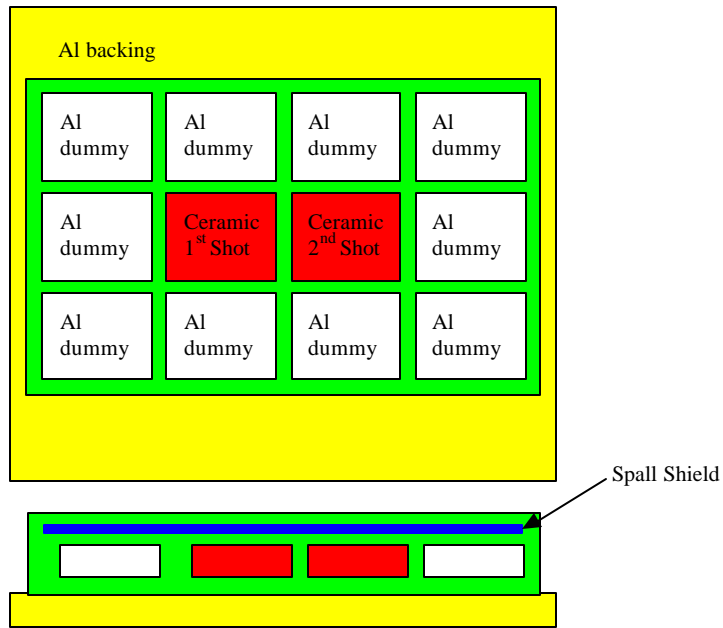 Al backing
Al
dummy
Al
dummy
Al
dummy
Al
dummy
Al
dummy
Ceramic
1st Shot
Ceramic
2nd Shot
Al
dummy
Al
dummy
Al
dummy
Al
dummy
Al
dummy
Spall Shield